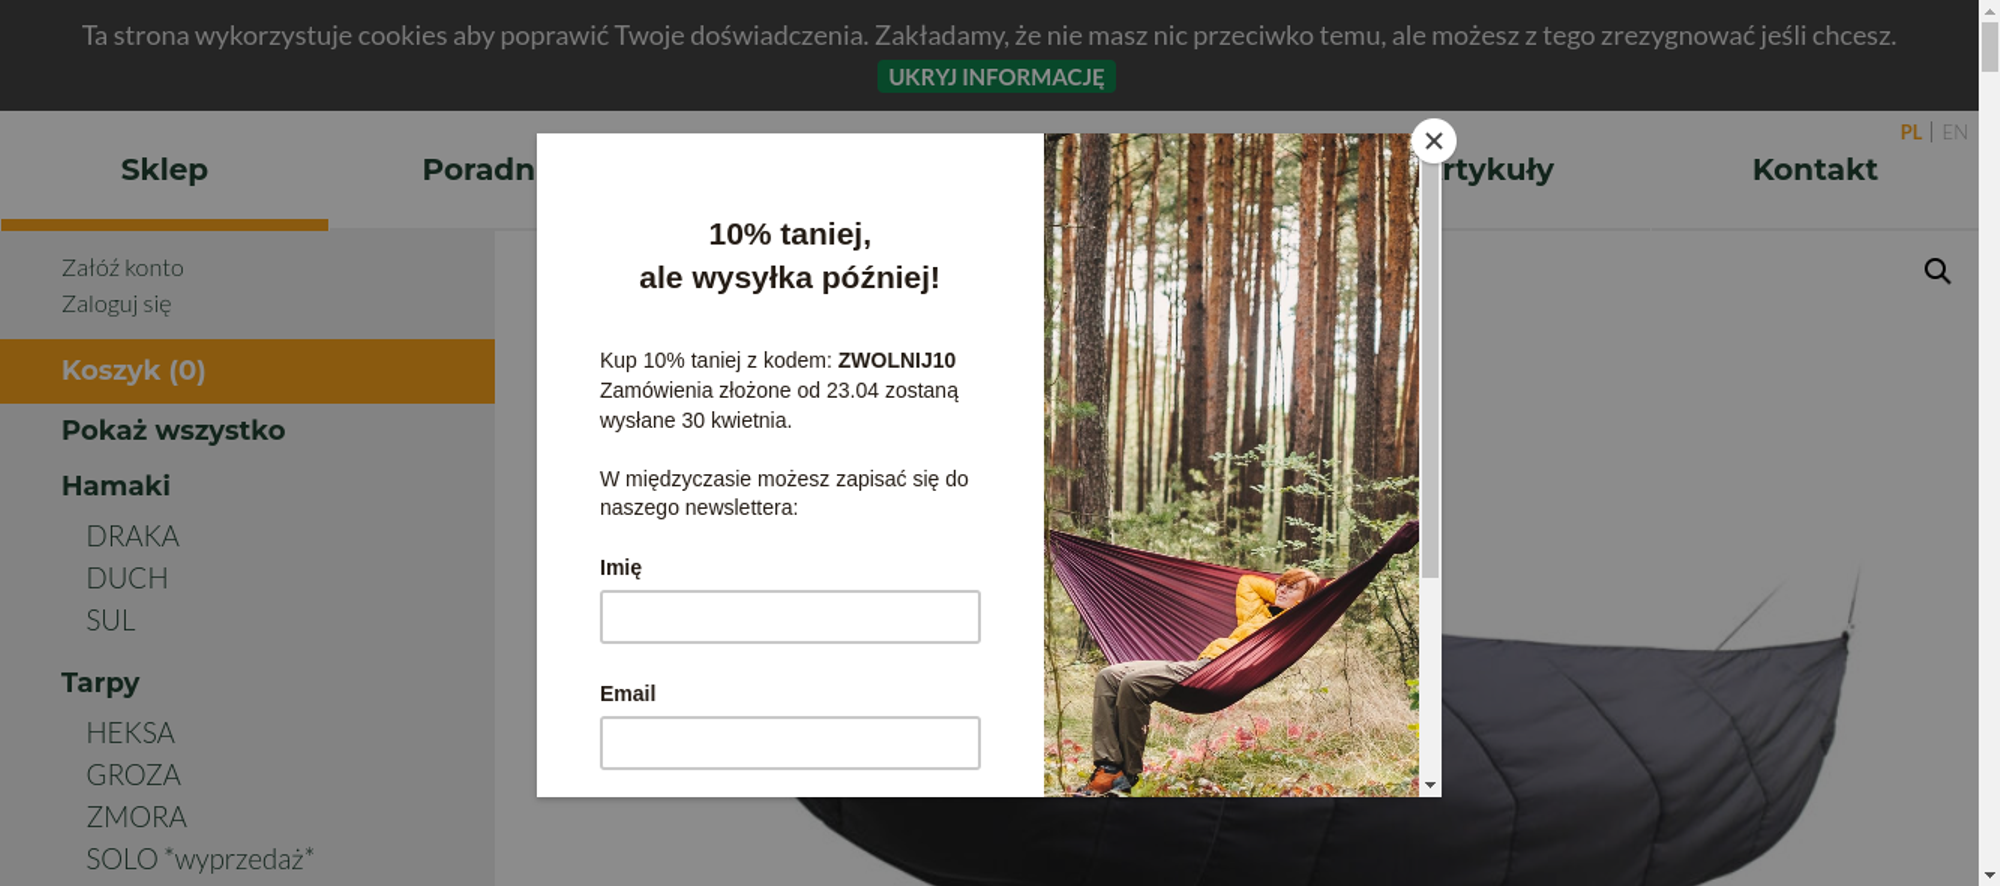 Ta strona wykorzystuje cookies aby poprawić Twoje doświadczenia. Zakładamy, że nie masz nic przeciwko temu, ale możesz z tego zrezygnować jeśli chcesz.
UKRYJ INFORMACJĘ
PL | EN
Sklep
Poradn
rtykuły
Kontakt
Załóż konto
Zaloguj się
Koszyk (0)
Pokaż wszystko
Hamaki
DRAKA
DUCH
SUL
Tarpy
HEKSA
GROZA
ZMORA
SOLO *wyprzedaż*
10% taniej,
ale wysyłka później!
Kup 10% taniej z kodem: ZWOLNIJ10
Zamówienia złożone od 23.04 zostaną
wysłane 30 kwietnia.
W międzyczasie możesz zapisać się do
naszego newslettera:
Imię
Email